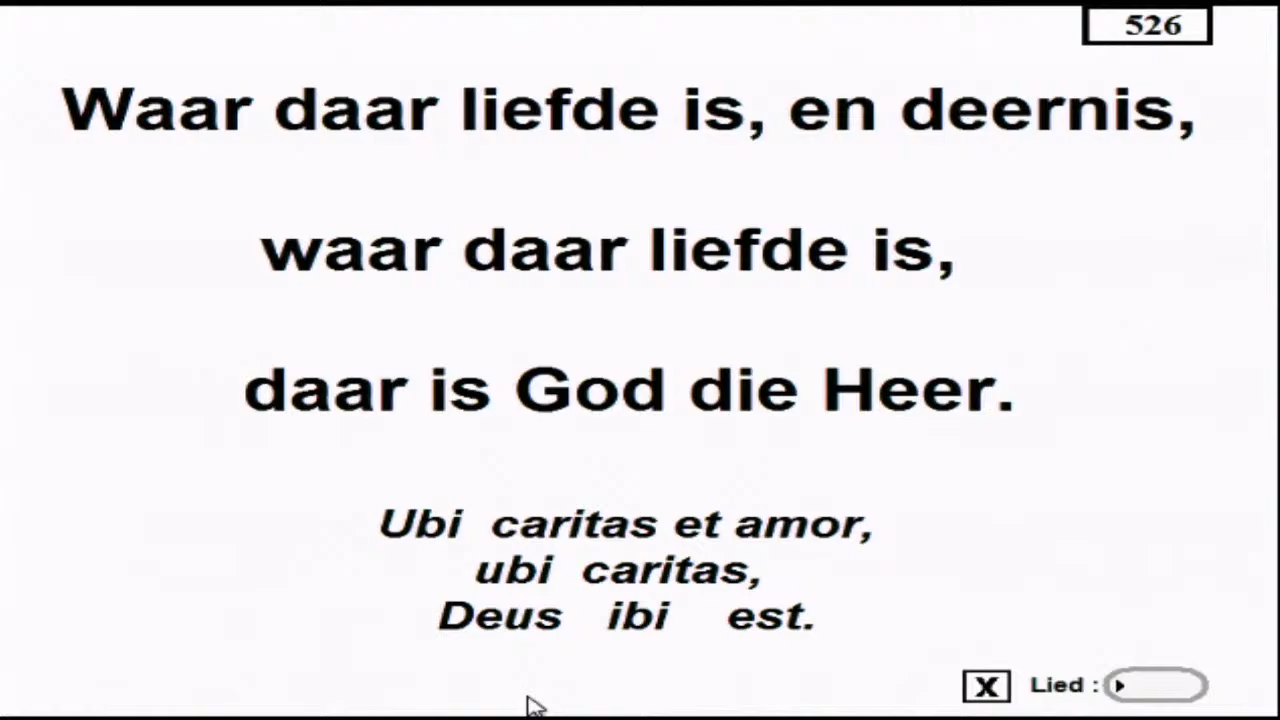 526
Waar daar liefde is, en deernis,
waar daar liefde is,
daar is God die Heer.
Ubi caritas et amor,
ubi caritas,
Deus ibi est.
X Lied :